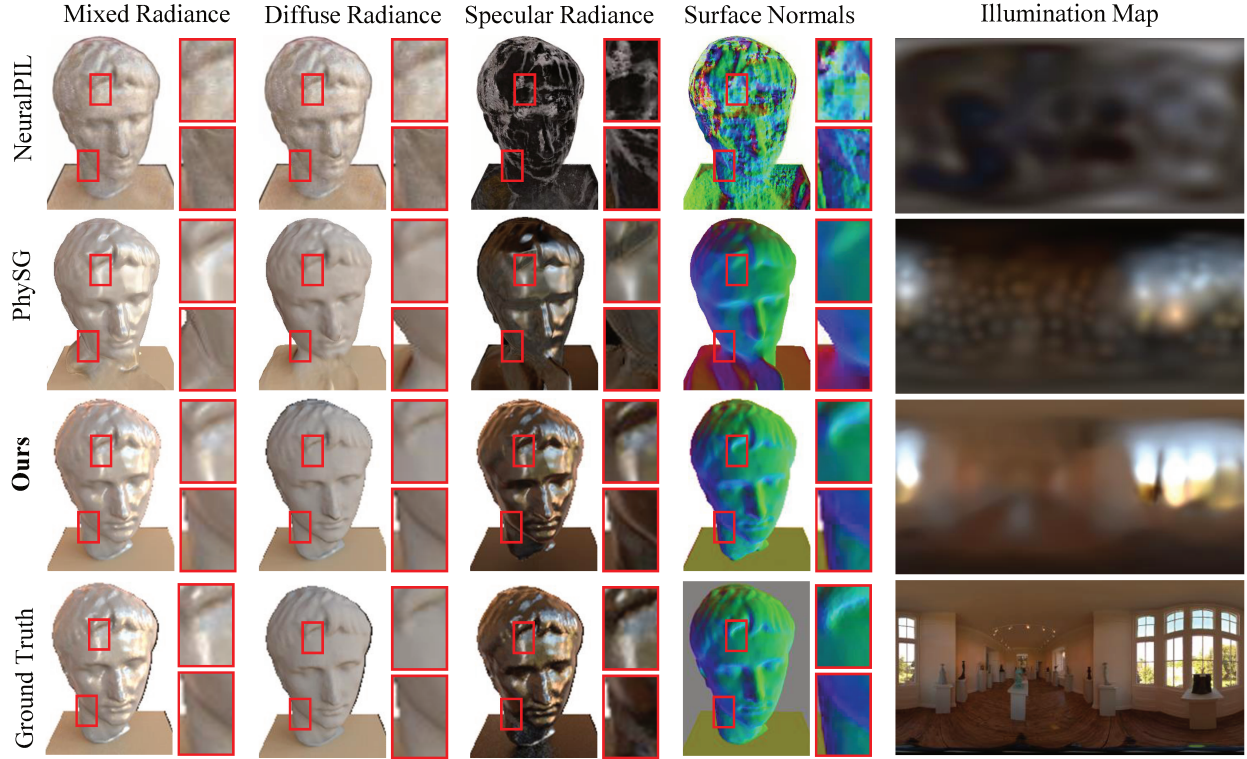 Mixed Radiance Diffuse Radiance Specular Radiance Surface Normals Illumination Map
NeuralPIL
PhySG
Ours
Ground Truth